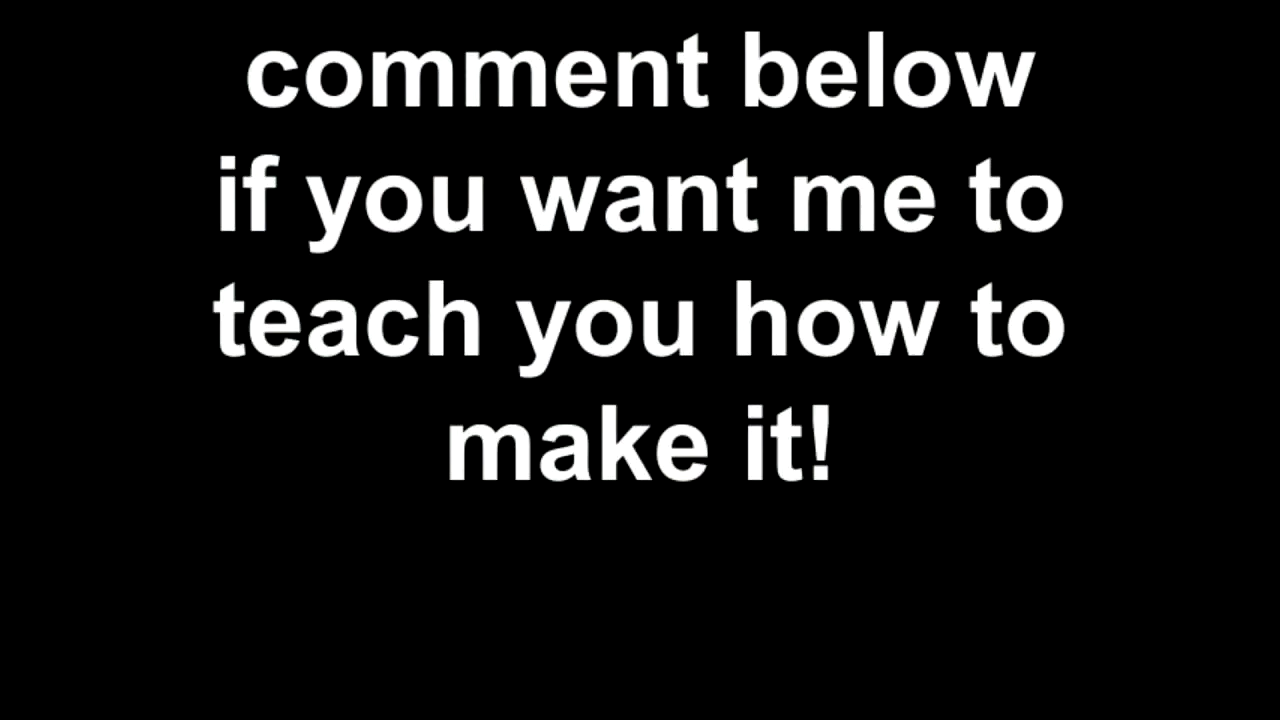 comment below
if you want me to
teach you how to
make it!